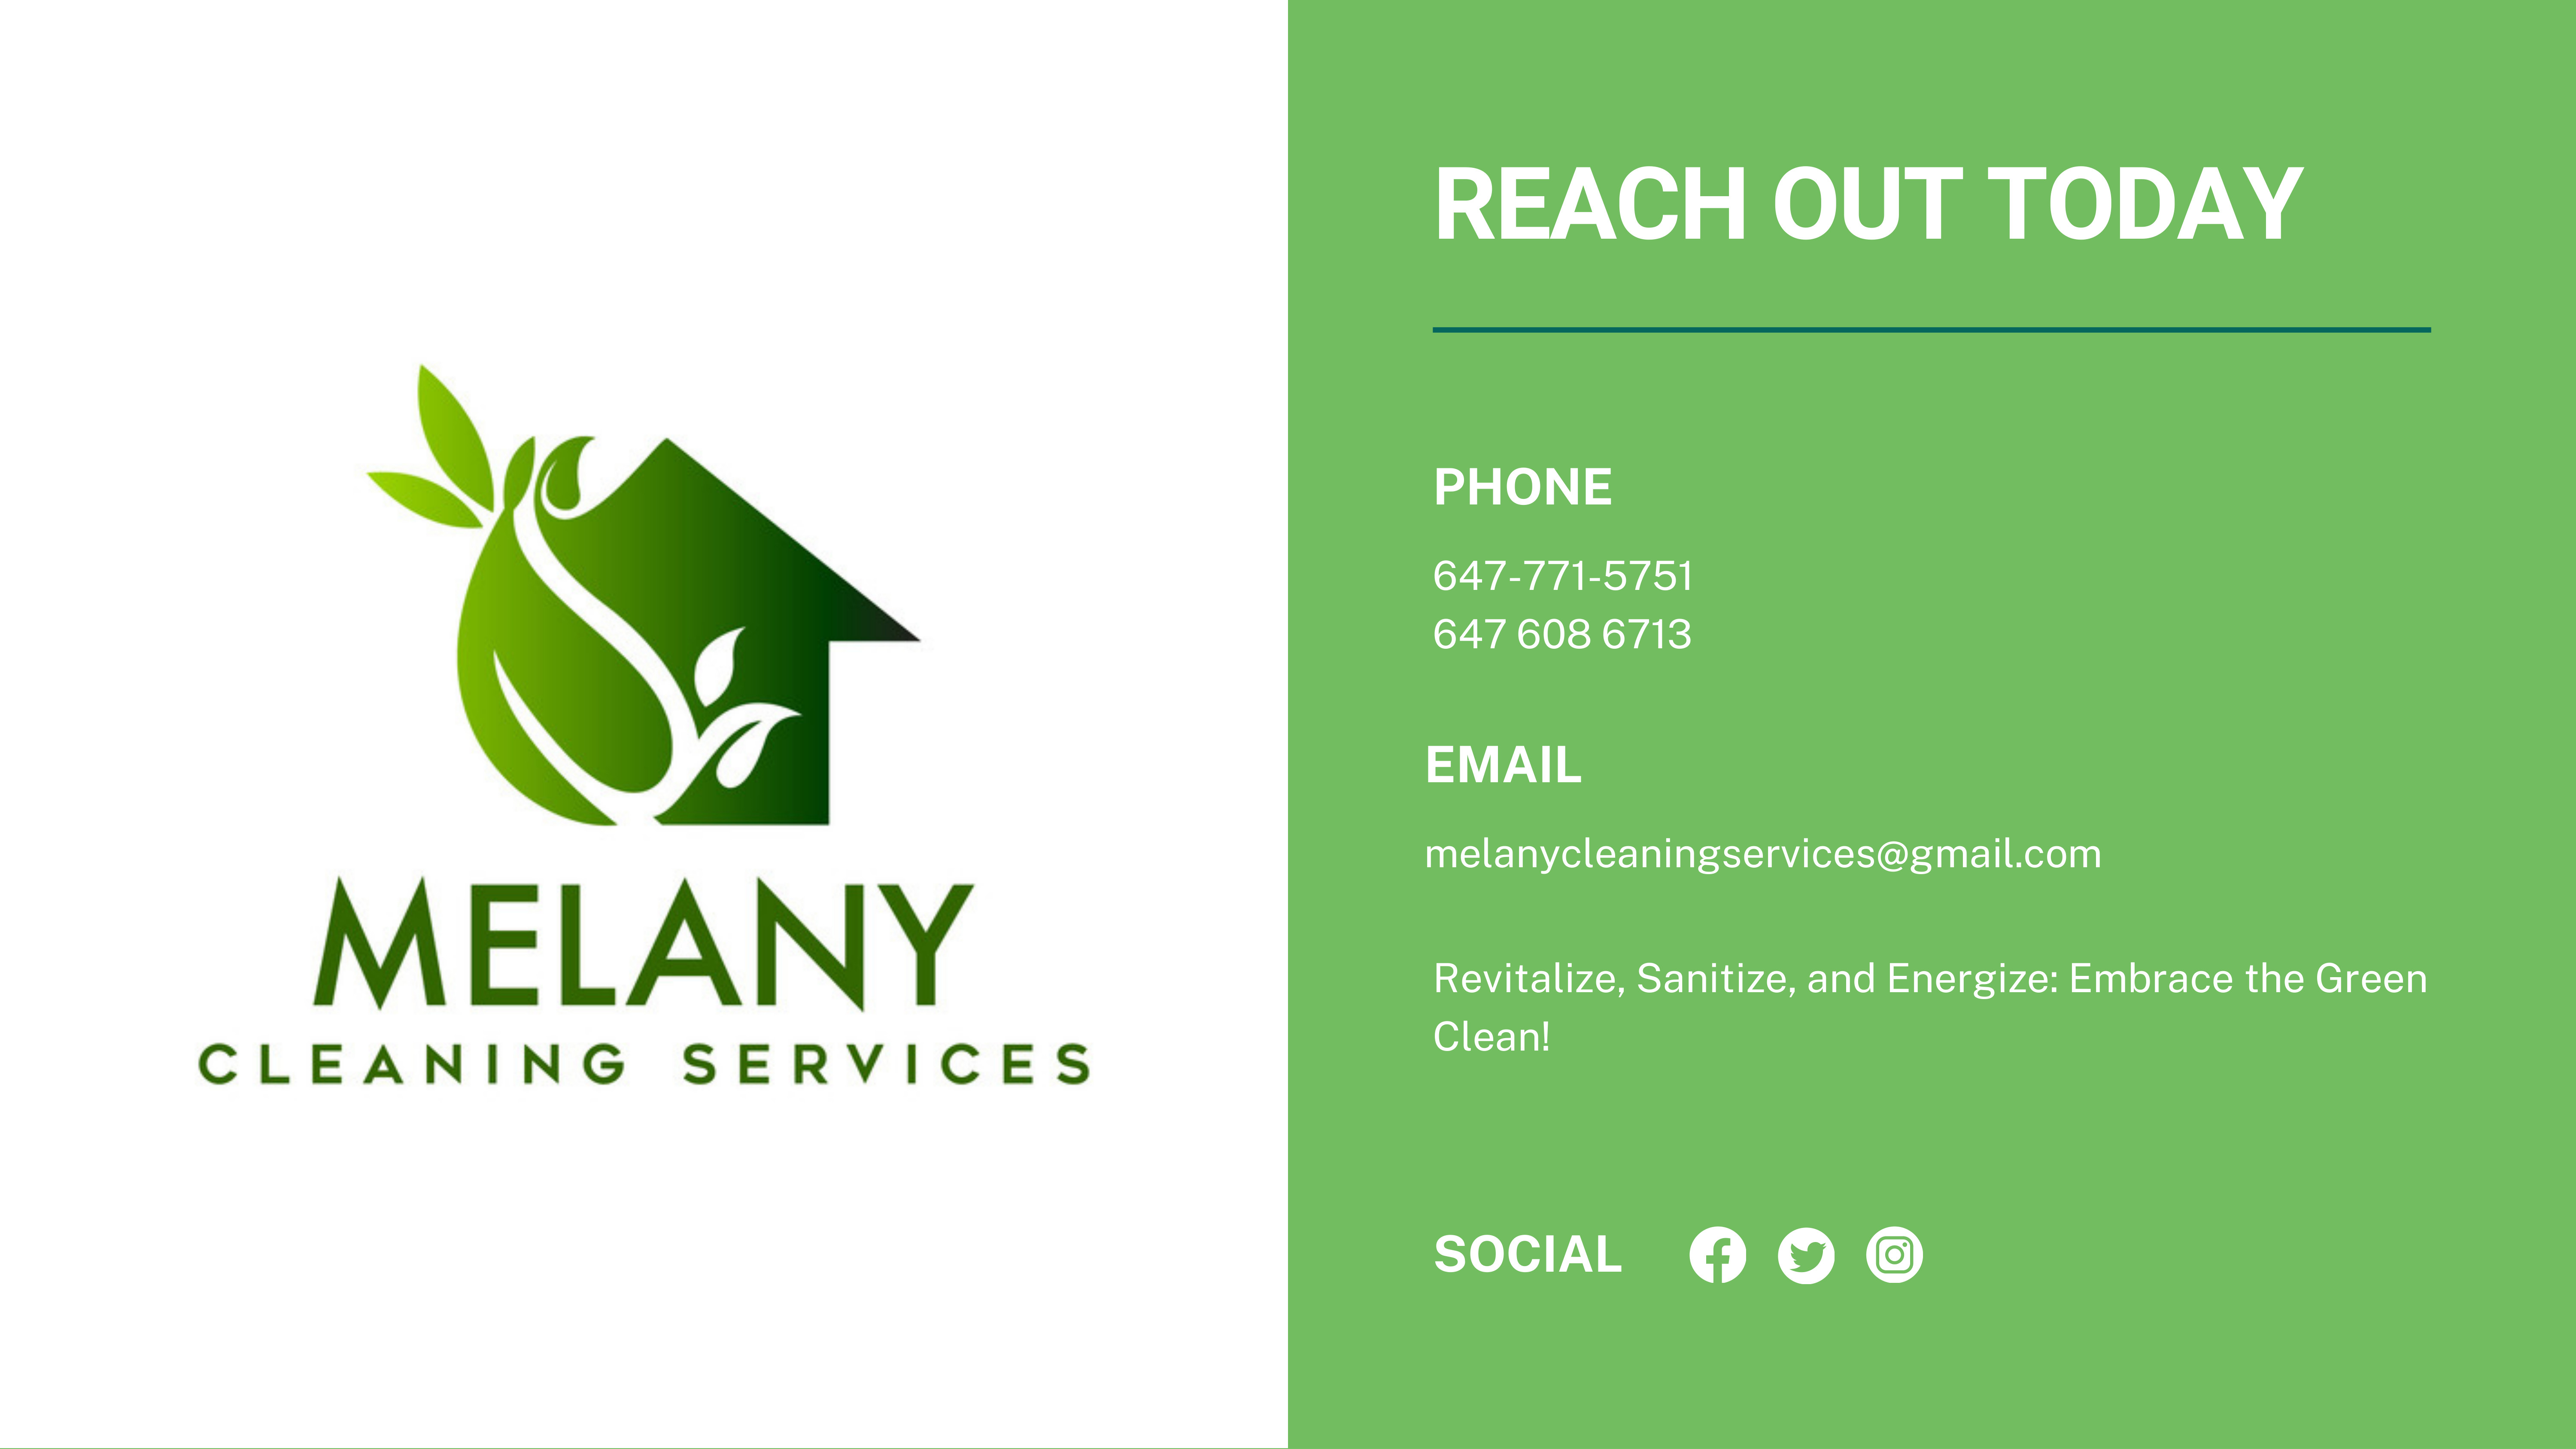 MELANY
CLEANING SERVICES
REACH OUT TODAY
PHONE
647-771-5751
647 608 6713
EMAIL
melanycleaningservices@gmail.com
Revitalize, Sanitize, and Energize: Embrace the Green
Clean!
SOCIAL